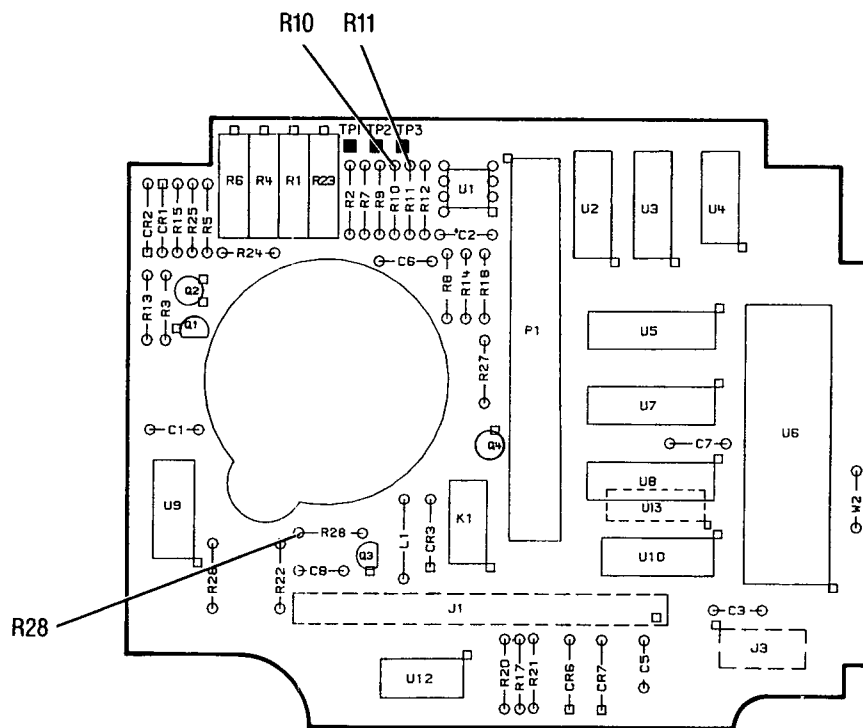 R10 R11
TP1 TP2 TP3
R6 R4 R1 R23
R2 R7 R9 R10 R11 R12
U1
U2 U3 U4
CR2 CR1 R15 R25 R5
R24
C2
C6
R13 R3
Q2
Q1
R8 R14 R16
P1
U5
R27
U7
U6
C1
Q4
C7
U9
U8
U13
K1
W2
L1 CR3
R28
Q3
U10
R26 R22
C8
R28
J1
C3
J3
U12
R20 R17 R21 CR6 CR7 C5